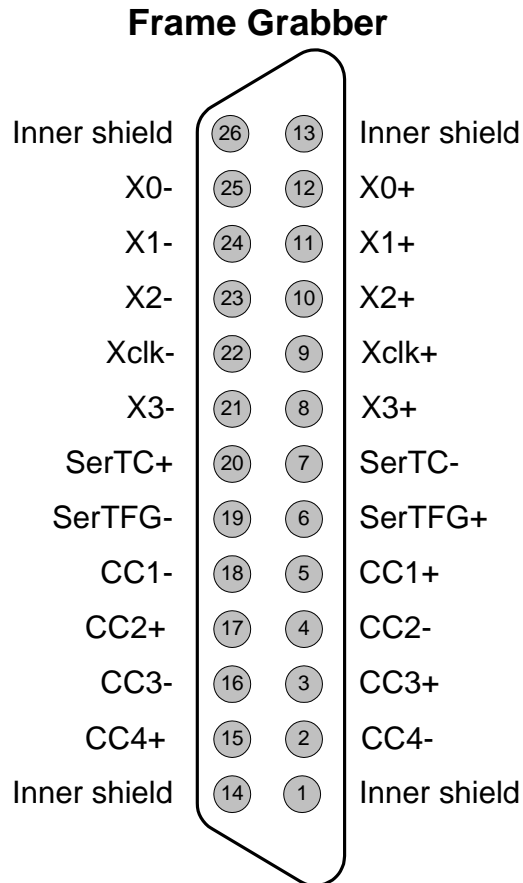 Frame Grabber
Inner shield 26 13 Inner shield
X0- 25 12 X0+
X1- 24 11 X1+
X2- 23 10 X2+
Xclk- 22 9 Xclk+
X3- 21 8 X3+
SerTC+ 20 7 SerTC-
SerTFG- 19 6 SerTFG+
CC1- 18 5 CC1+
CC2+ 17 4 CC2-
CC3- 16 3 CC3+
CC4+ 15 2 CC4-
Inner shield 14 1 Inner shield